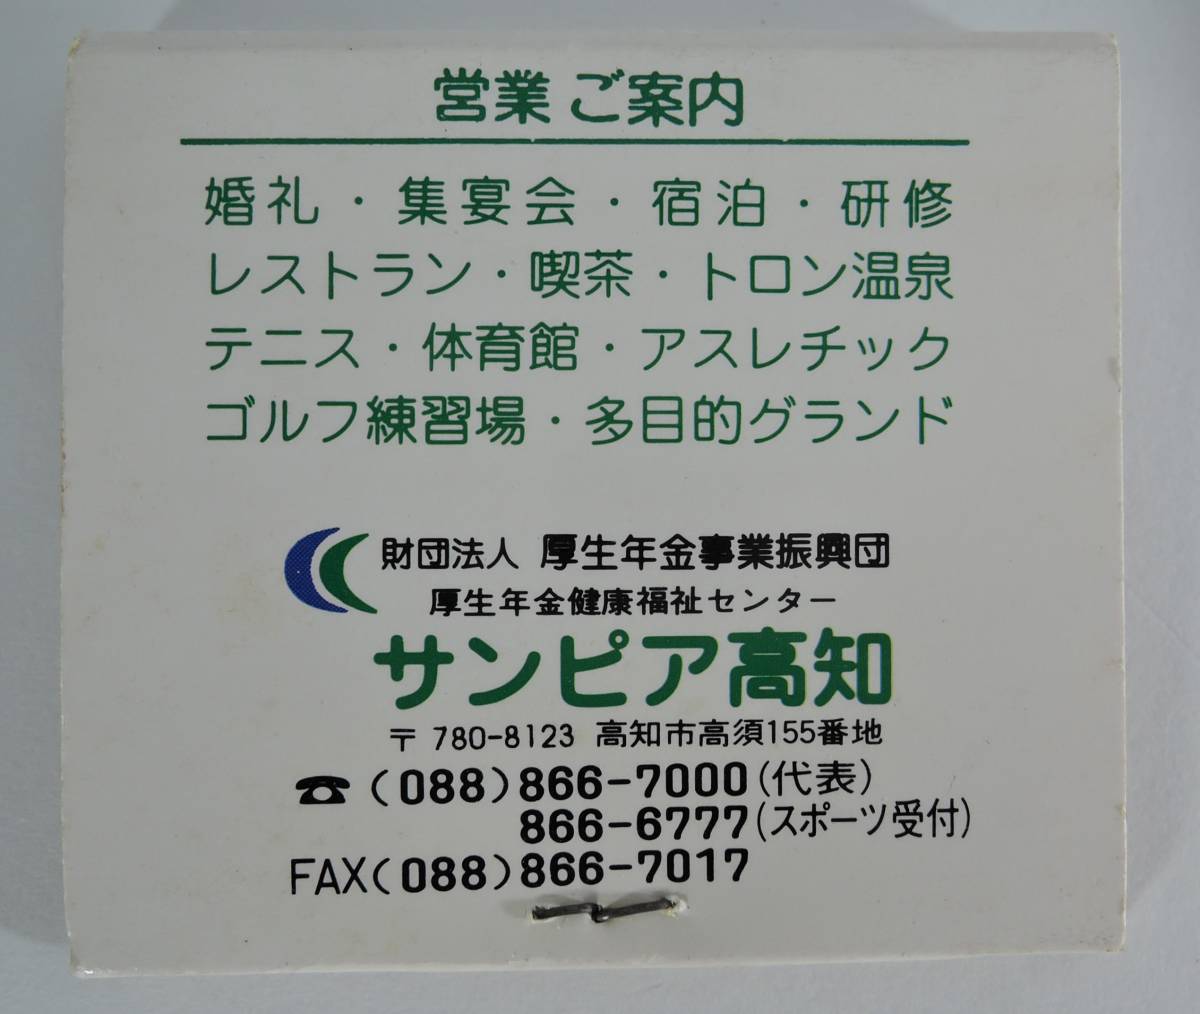 営業 ご案内
婚礼・集宴会・宿泊・研修
レストラン・喫茶・トロン温泉
テニス・体育館・アスレチック
ゴルフ練習場・多目的グランド
財団法人 厚生年金事業振興団
厚生年金健康福祉センター
サンピア高知
〒 780-8123 高知市高須155番地
☎ (088)866-7000(代表)
866-6777(スポーツ受付)
FAX(088)866-7017